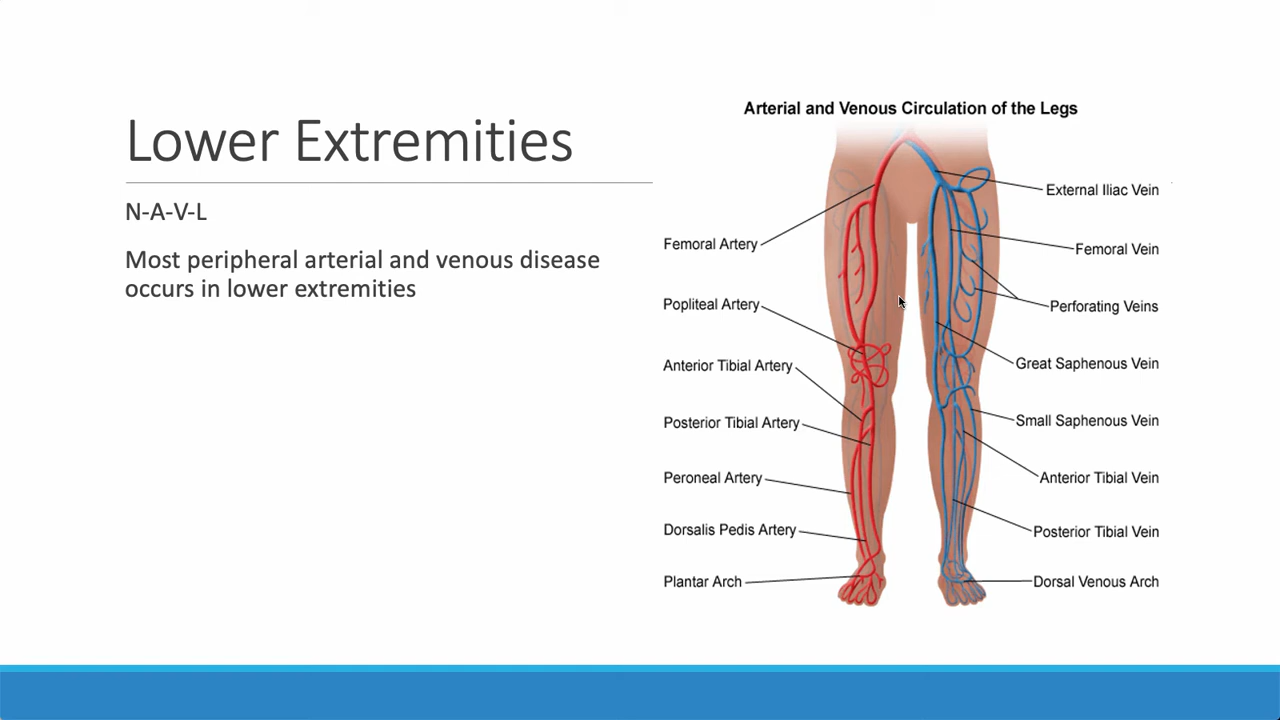 Lower Extremities
N-A-V-L
Most peripheral arterial and venous disease
occurs in lower extremities
Arterial and Venous Circulation of the Legs
Femoral Artery
Popliteal Artery
Anterior Tibial Artery
Posterior Tibial Artery
Peroneal Artery
Dorsalis Pedis Artery
Plantar Arch
External Iliac Vein
Femoral Vein
Perforating Veins
Great Saphenous Vein
Small Saphenous Vein
Anterior Tibial Vein
Posterior Tibial Vein
Dorsal Venous Arch